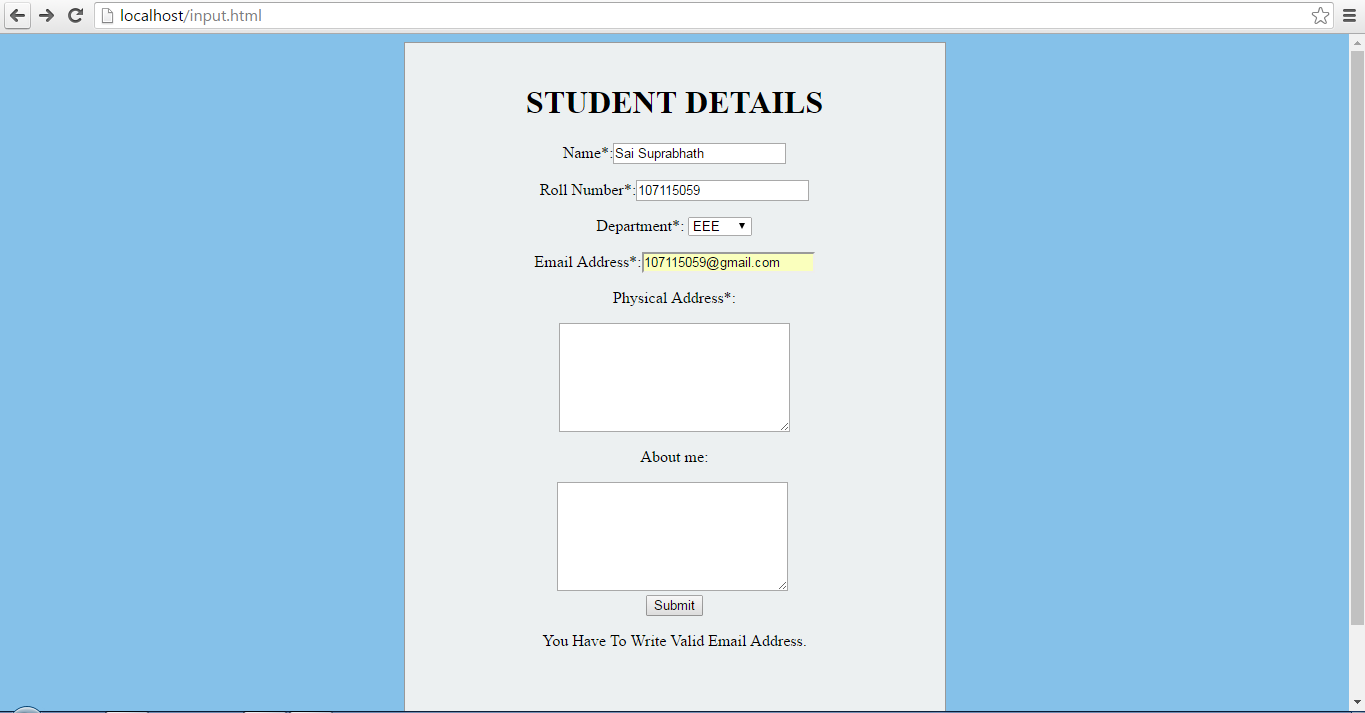 localhost/input.html
STUDENT DETAILS
Name*:Sai Suprabhath
Roll Number*:107115059
Department*: EEE
Email Address*:107115059@gmail.com
Physical Address*:
About me:
Submit
You Have To Write Valid Email Address.